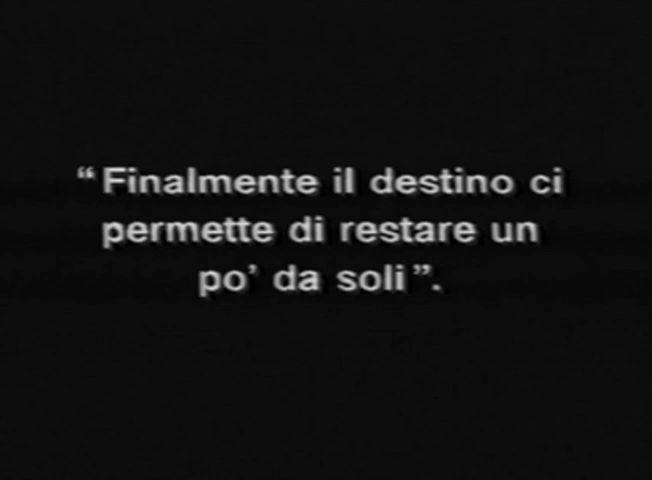 “Finalmente il destino ci
permette di restare un
po’ da soli”.